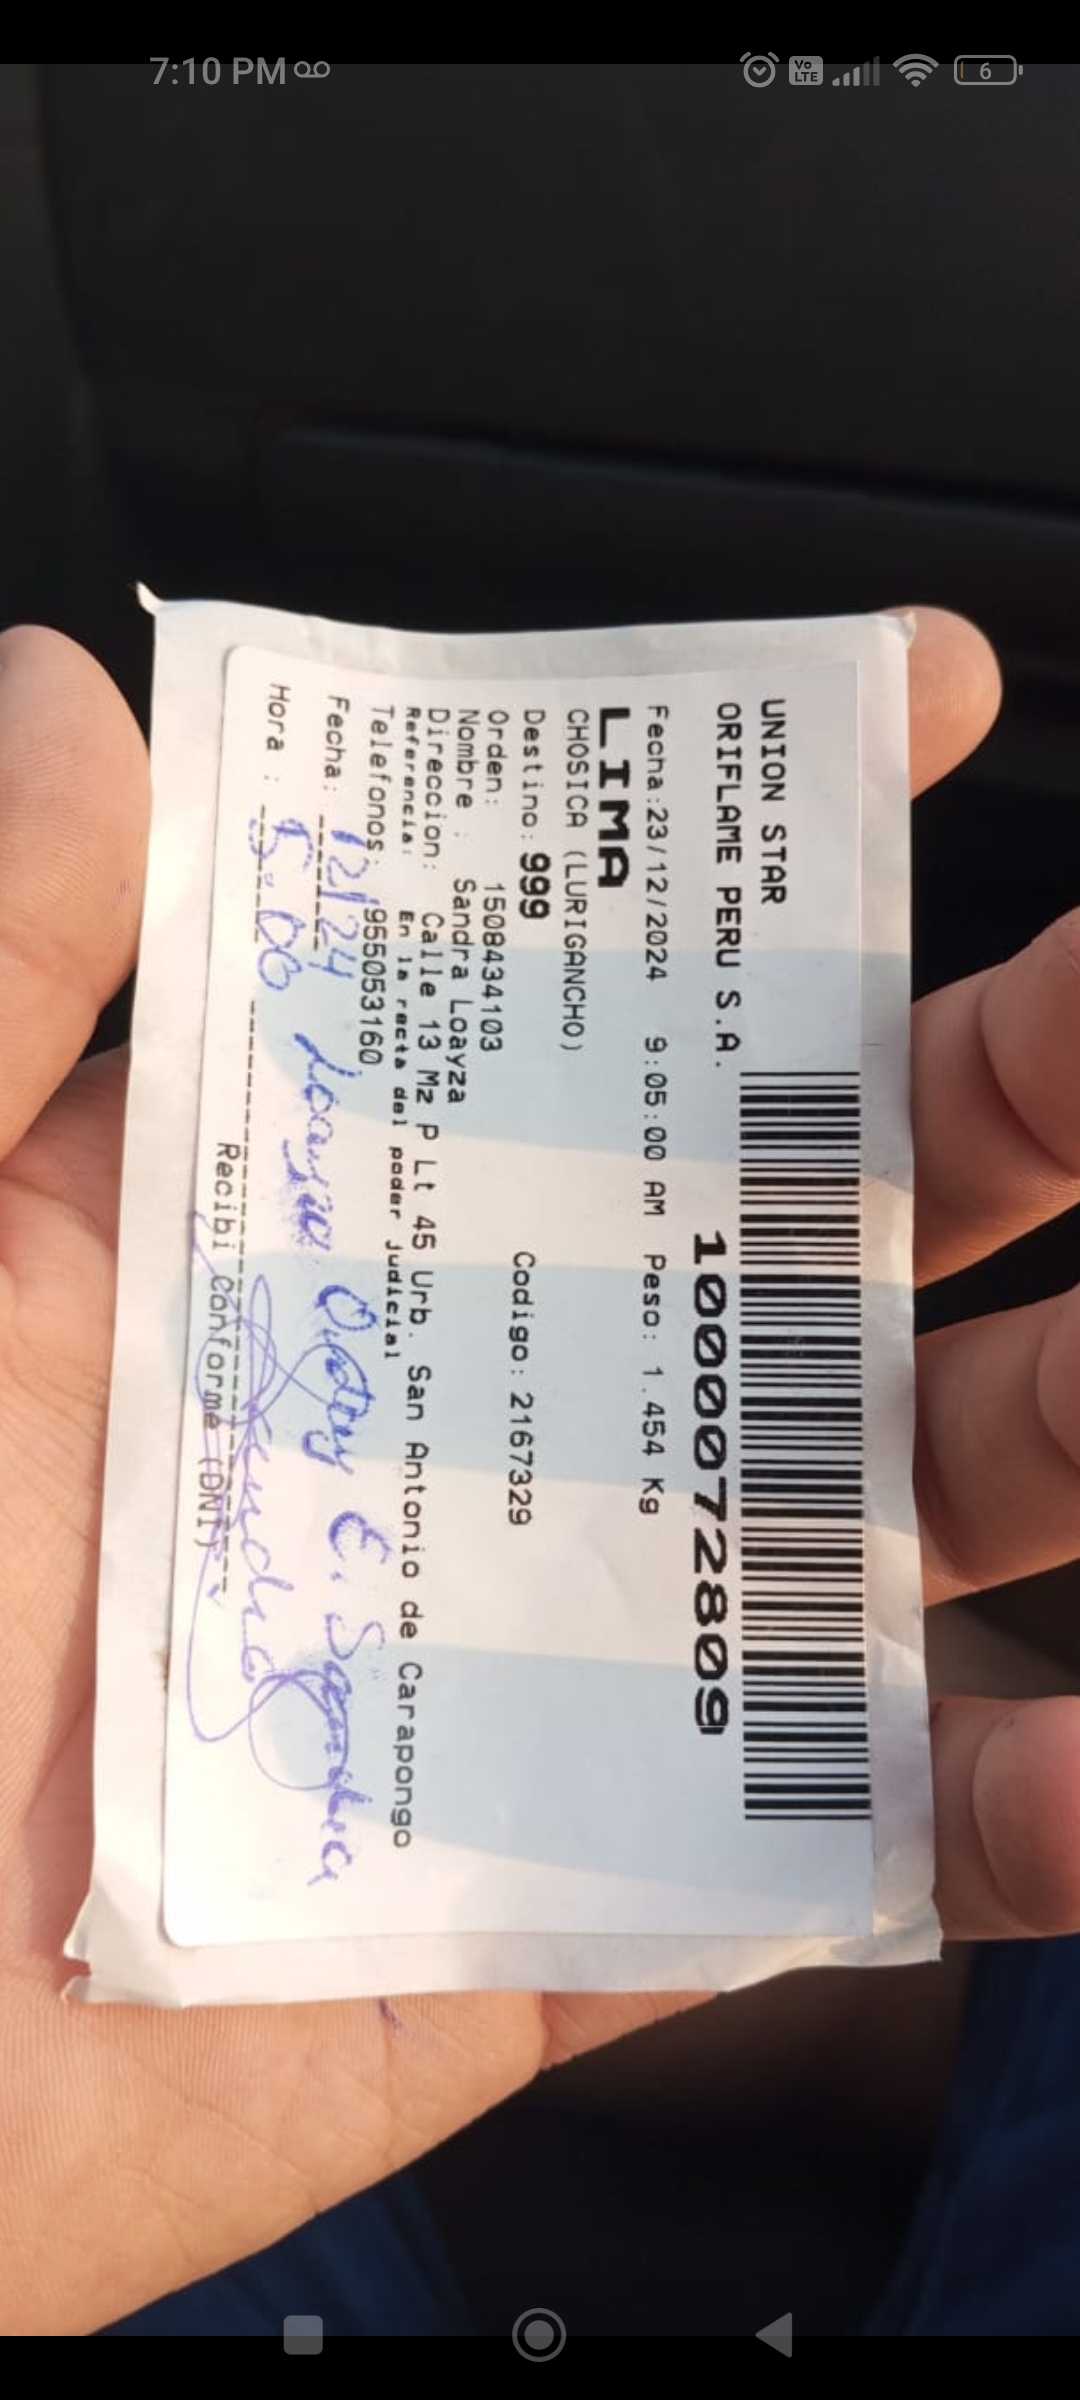 7:10 PM
Vo LTE
6
UNION STAR
ORIFLAME PERU S.A.
1000072809
Fecha:23/12/2024 9:05:00 AM Peso: 1.454 Kg
LIMA
CHOSICA (LURIGANCHO)
Destino: 999 Codigo: 2167329
Orden: 1508434103
Nombre : Sandra Loayza
Direccion: Calle 13 Mz P Lt 45 Urb. San Antonio de Carapongo
Referencia: En la recta del poder judicial
Telefonos: 955053160
Fecha: 12/24
Hora : 5:00
Recibi Conforme (DNI)